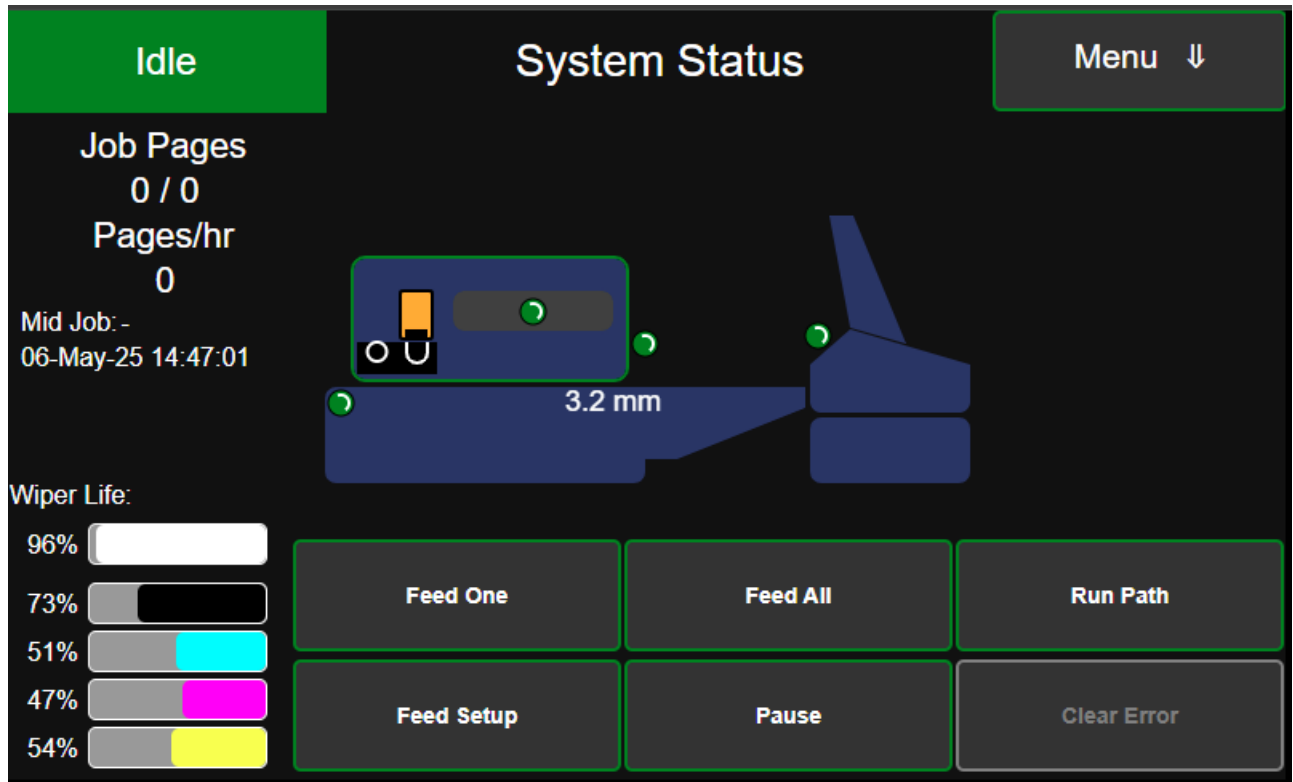 Idle
System Status
Menu ⇓
Job Pages
0 / 0
Pages/hr
0
Mid Job: -
06-May-25 14:47:01
3.2 mm
Wiper Life:
96%
73%
51%
47%
54%
Feed One
Feed All
Run Path
Feed Setup
Pause
Clear Error